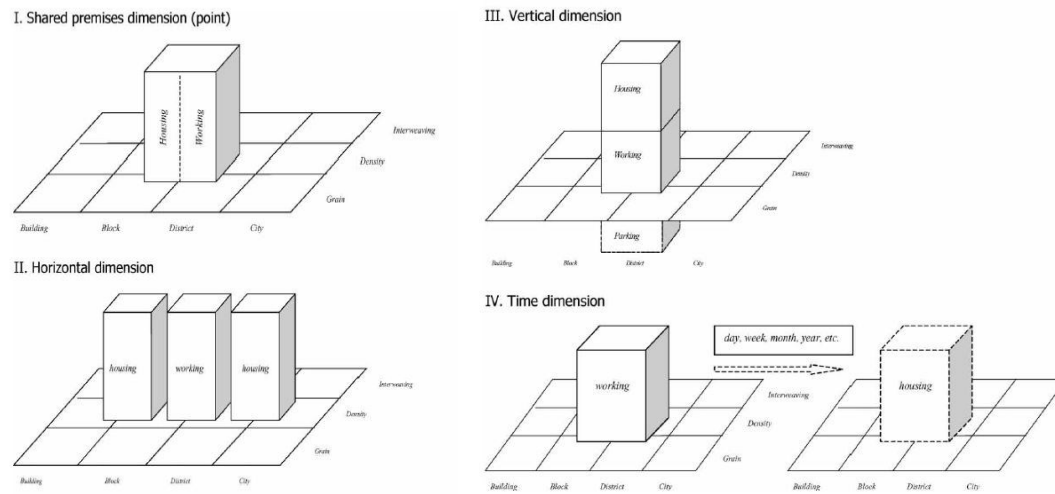 I. Shared premises dimension (point)
Housing
Working
Interweaving
Density
Grain
Building Block District City
II. Horizontal dimension
housing working housing
Interweaving
Density
Grain
Building Block District City
III. Vertical dimension
Housing
Working
Interweaving
Density
Grain
Parking
Building Block District City
IV. Time dimension
day, week, month, year, etc.
working
housing
Interweaving
Density
Grain
Building Block District City
Building Block District City